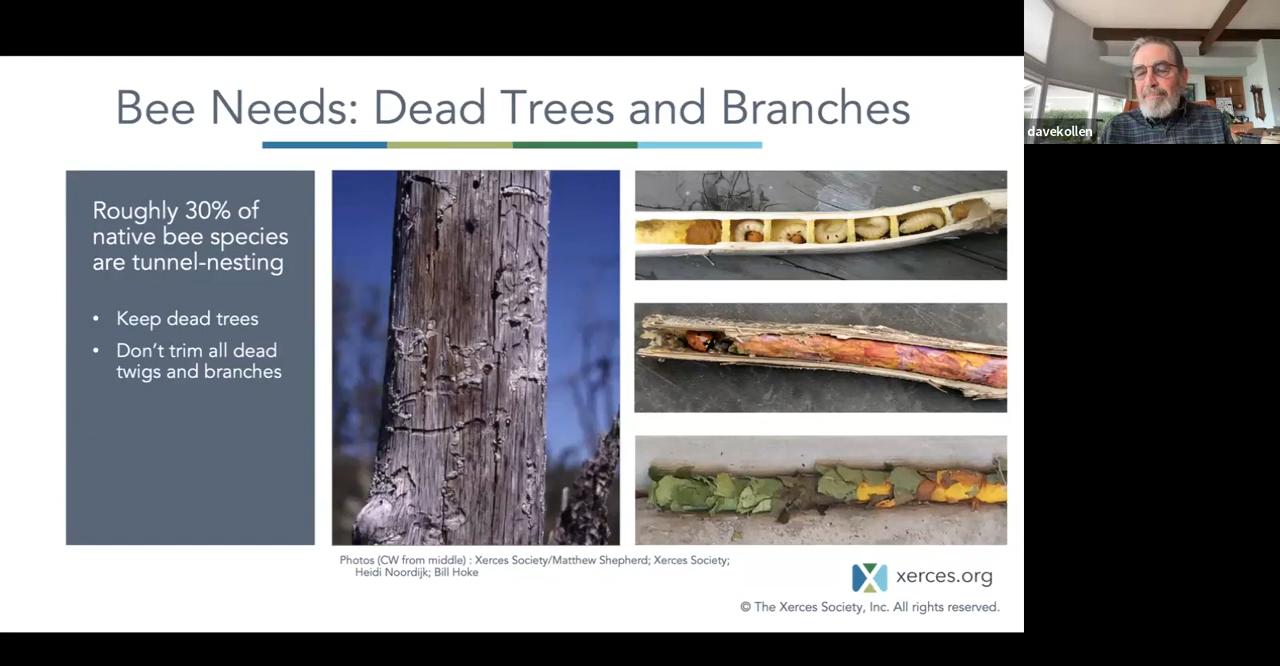 Bee Needs: Dead Trees and Branches
Roughly 30% of
native bee species
are tunnel-nesting
• Keep dead trees
• Don't trim all dead
twigs and branches
Photos (CW from middle) : Xerces Society/Matthew Shepherd; Xerces Society;
Heidi Noordijk; Bill Hoke
xerces.org
© The Xerces Society, Inc. All rights reserved.
davekollen